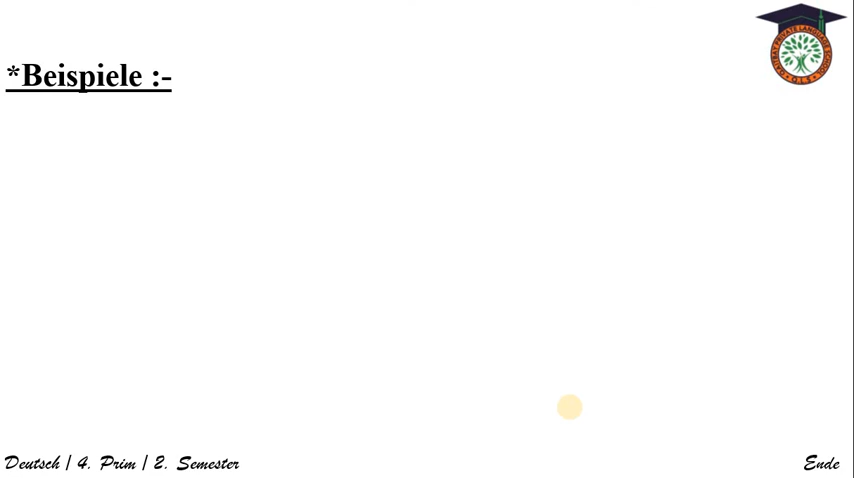 *Beispiele :-
Deutsch | 4. Prim | 2. Semester
Ende